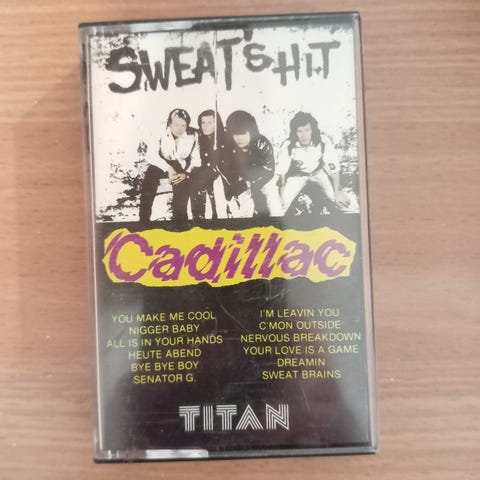 SWEAT'S HIT
Cadillac
YOU MAKE ME COOL
NIGGER BABY
ALL IS IN YOUR HANDS
HEUTE ABEND
BYE BYE BOY
SENATOR G.
I'M LEAVIN YOU
C'MON OUTSIDE
NERVOUS BREAKDOWN
YOUR LOVE IS A GAME
DREAMIN
SWEAT BRAINS
TITAN